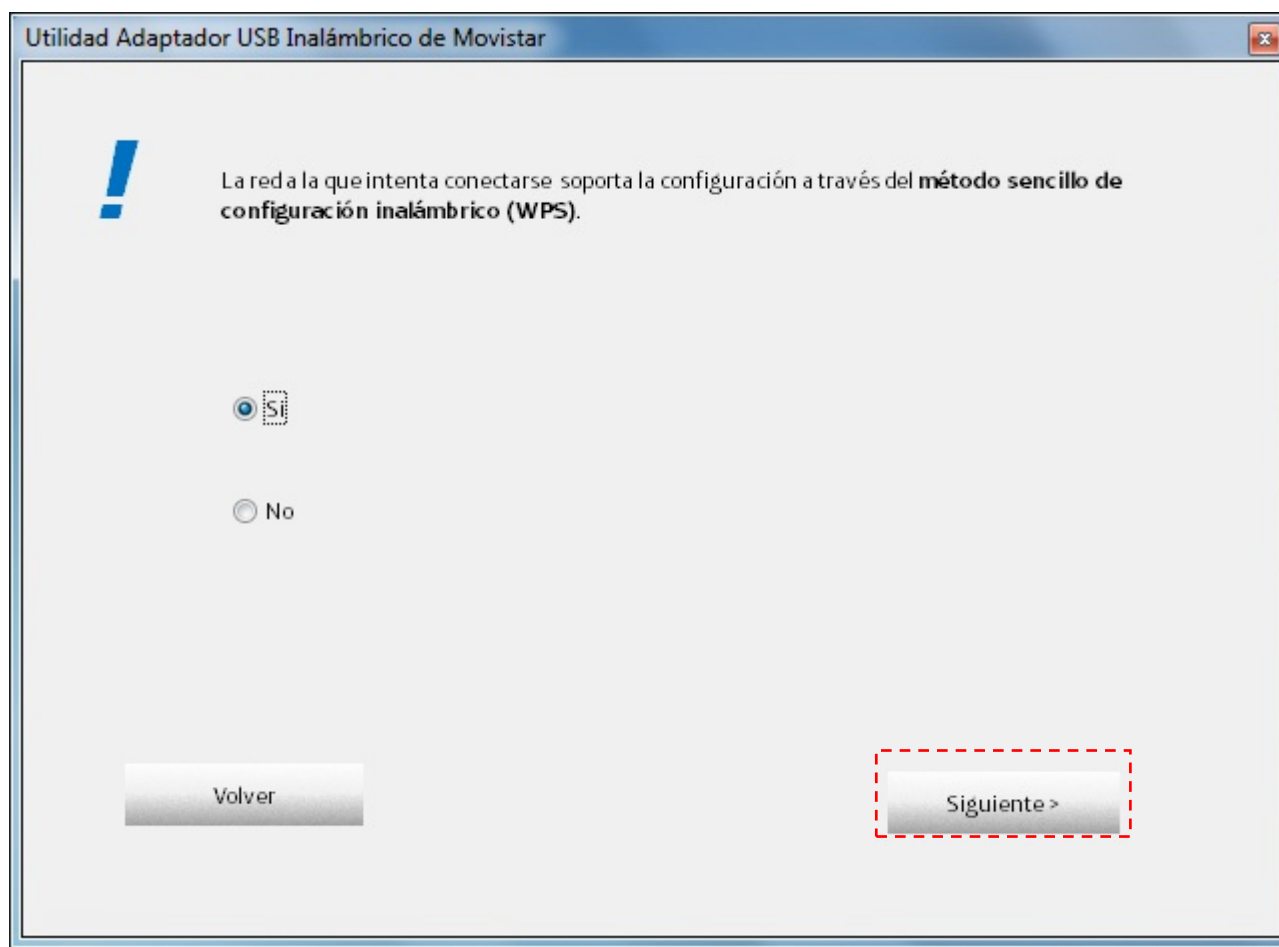 Utilidad Adaptador USB Inalámbrico de Movistar
La red a la que intenta conectarse soporta la configuración a través del método sencillo de
configuración inalámbrico (WPS).
Si
No
Volver
Siguiente >